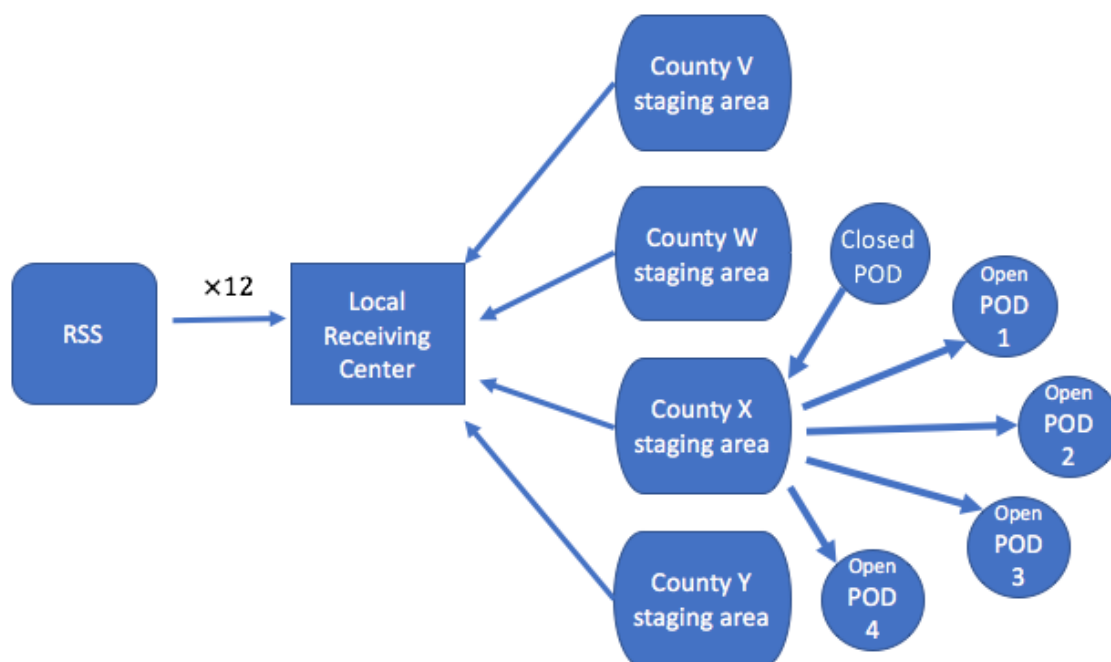 RSS
×12
Local
Receiving
Center
County V
staging area
County W
staging area
County X
staging area
County Y
staging area
Closed
POD
Open
POD
1
Open
POD
2
Open
POD
3
Open
POD
4